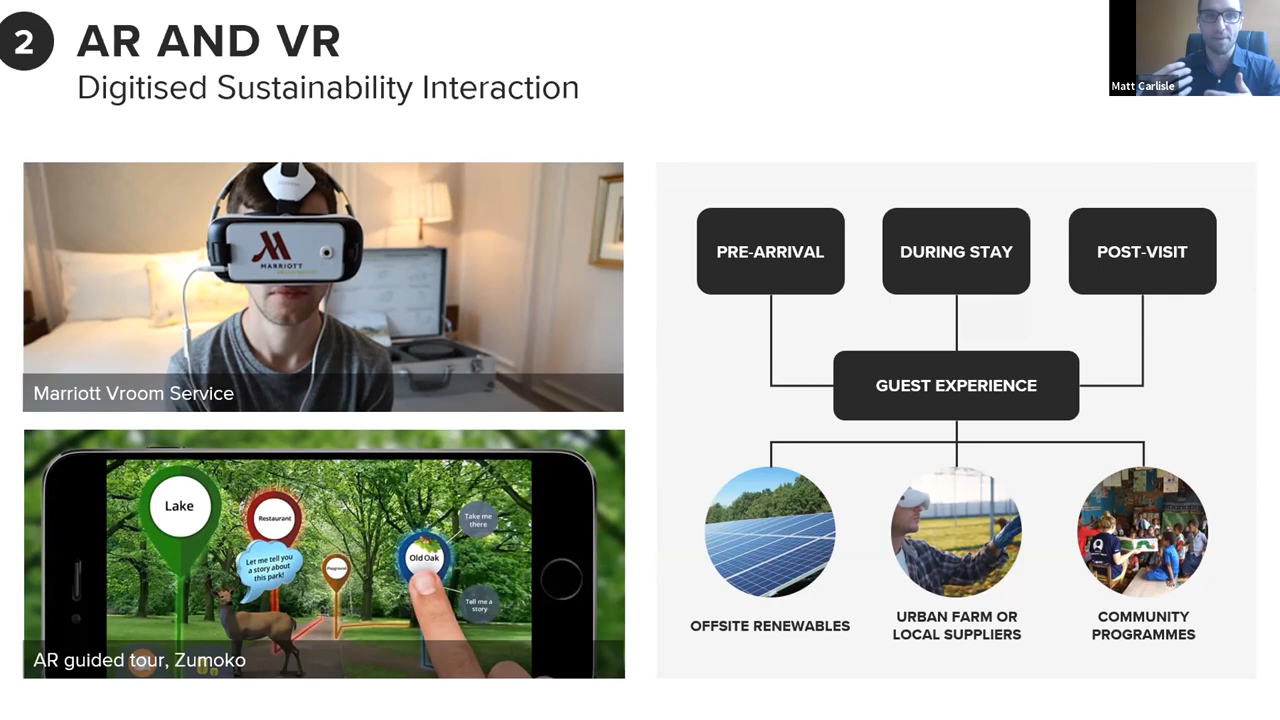 2
AR AND VR
Digitised Sustainability Interaction
Matt Carlisle
MARRIOTT
Marriott Vroom Service
Lake
Restaurant
Let me tell you
a story about
this park!
Playground
Old Oak
Take me
there
Tell me a
story
AR guided tour, Zumoko
PRE-ARRIVAL
DURING STAY
POST-VISIT
GUEST EXPERIENCE
OFFSITE RENEWABLES
URBAN FARM OR
LOCAL SUPPLIERS
COMMUNITY
PROGRAMMES